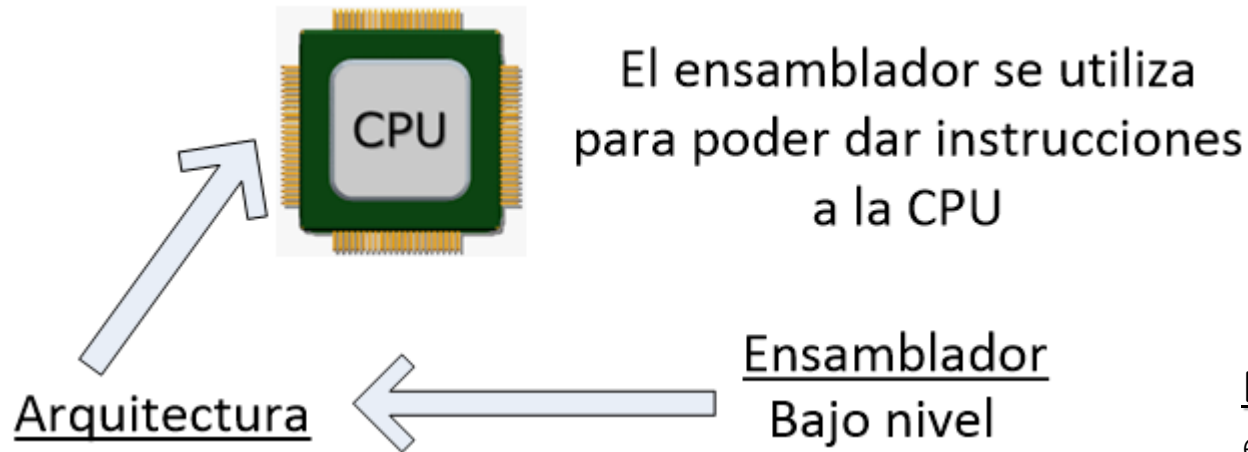 CPU
El ensamblador se utiliza
para poder dar instrucciones
a la CPU
Ensamblador
Bajo nivel
Arquitectura